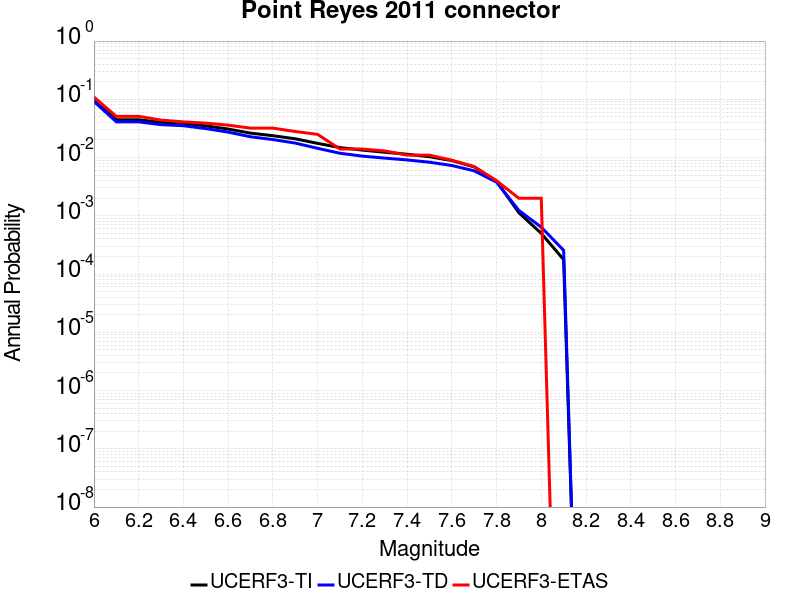 Point Reyes 2011 connector
Annual Probability
10^0
10^-1
10^-2
10^-3
10^-4
10^-5
10^-6
10^-7
10^-8
6 6.2 6.4 6.6 6.8 7 7.2 7.4 7.6 7.8 8 8.2 8.4 8.6 8.8 9
Magnitude
UCERF3-TI UCERF3-TD UCERF3-ETAS